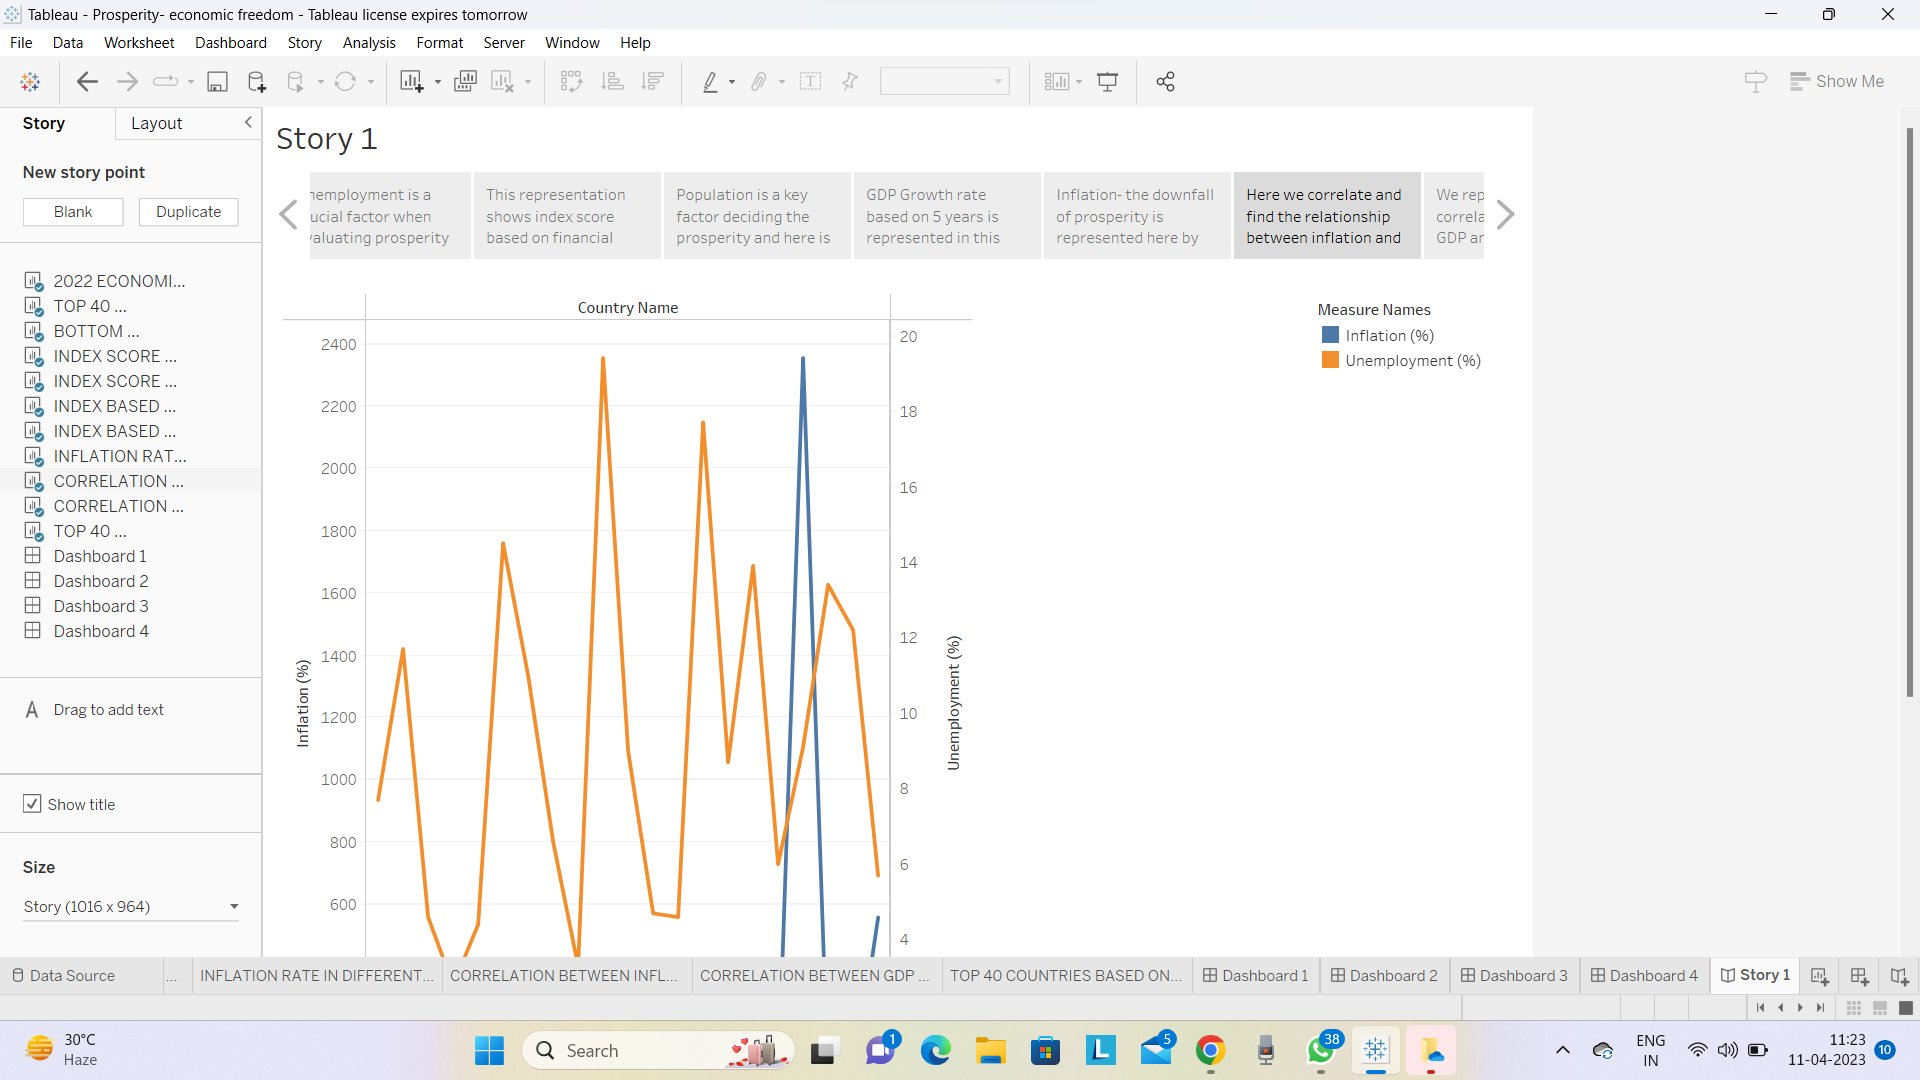 Tableau - Prosperity- economic freedom - Tableau license expires tomorrow
File Data Worksheet Dashboard Story Analysis Format Server Window Help
Show Me
Story Layout
New story point
Blank Duplicate
2022 ECONOMI...
TOP 40 ...
BOTTOM ...
INDEX SCORE ...
INDEX SCORE ...
INDEX BASED ...
INDEX BASED ...
INFLATION RAT...
CORRELATION ...
CORRELATION ...
TOP 40 ...
Dashboard 1
Dashboard 2
Dashboard 3
Dashboard 4
Drag to add text
Show title
Size
Story (1016 x 964)
Story 1
nemployment is a
ucial factor when
valuating prosperity
This representation
shows index score
based on financial
Population is a key
factor deciding the
prosperity and here is
GDP Growth rate
based on 5 years is
represented in this
Inflation- the downfall
of prosperity is
represented here by
Here we correlate and
find the relationship
between inflation and
We rep
correla
GDP ar
Country Name
2400
2200
2000
1800
1600
1400
1200
1000
800
600
Inflation (%)
20
18
16
14
12
10
8
6
4
Unemployment (%)
Measure Names
Inflation (%)
Unemployment (%)
Data Source ... INFLATION RATE IN DIFFERENT... CORRELATION BETWEEN INFL... CORRELATION BETWEEN GDP ... TOP 40 COUNTRIES BASED ON... Dashboard 1 Dashboard 2 Dashboard 3 Dashboard 4 Story 1
30°C
Haze
Search
1
L
5
38
ENG
IN
11:23
11-04-2023
10